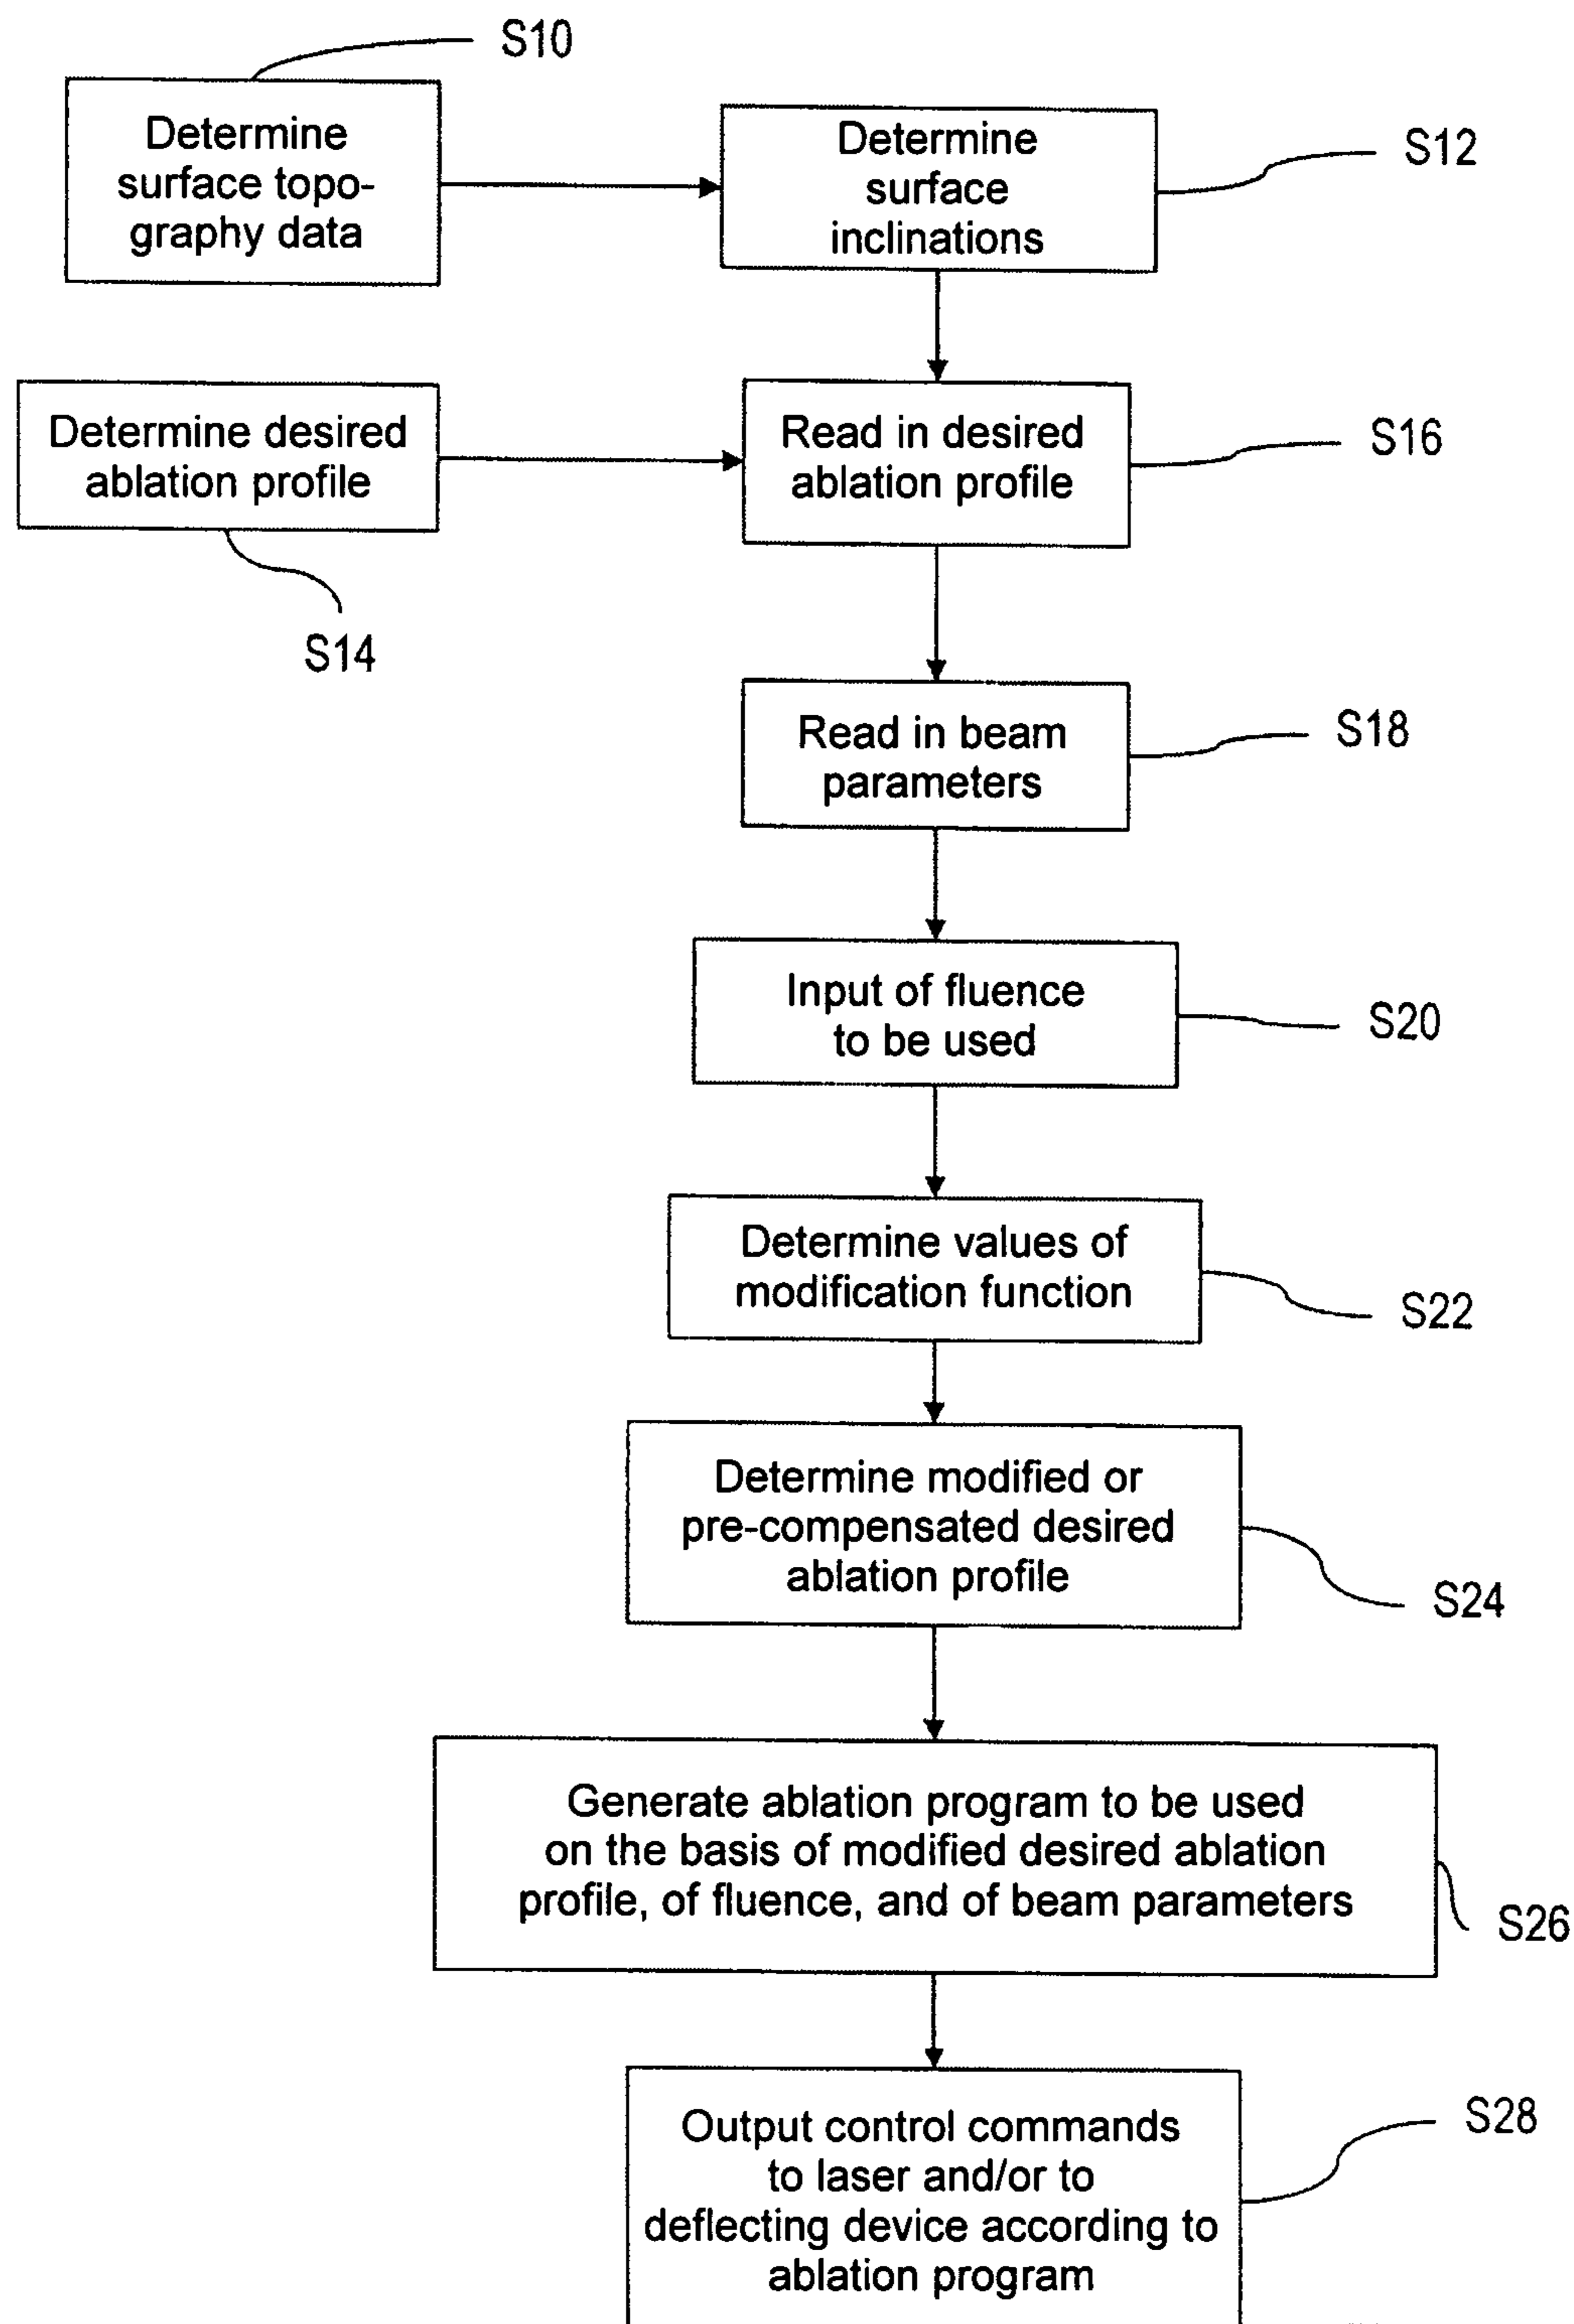 S10
Determine
surface topo-
graphy data
Determine
surface
inclinations
S12
Determine desired
ablation profile
S14
Read in desired
ablation profile
S16
Read in beam
parameters
S18
Input of fluence
to be used
S20
Determine values of
modification function
S22
Determine modified or
pre-compensated desired
ablation profile
S24
Generate ablation program to be used
on the basis of modified desired ablation
profile, of fluence, and of beam parameters
S26
Output control commands
to laser and/or to
deflecting device according to
ablation program
S28